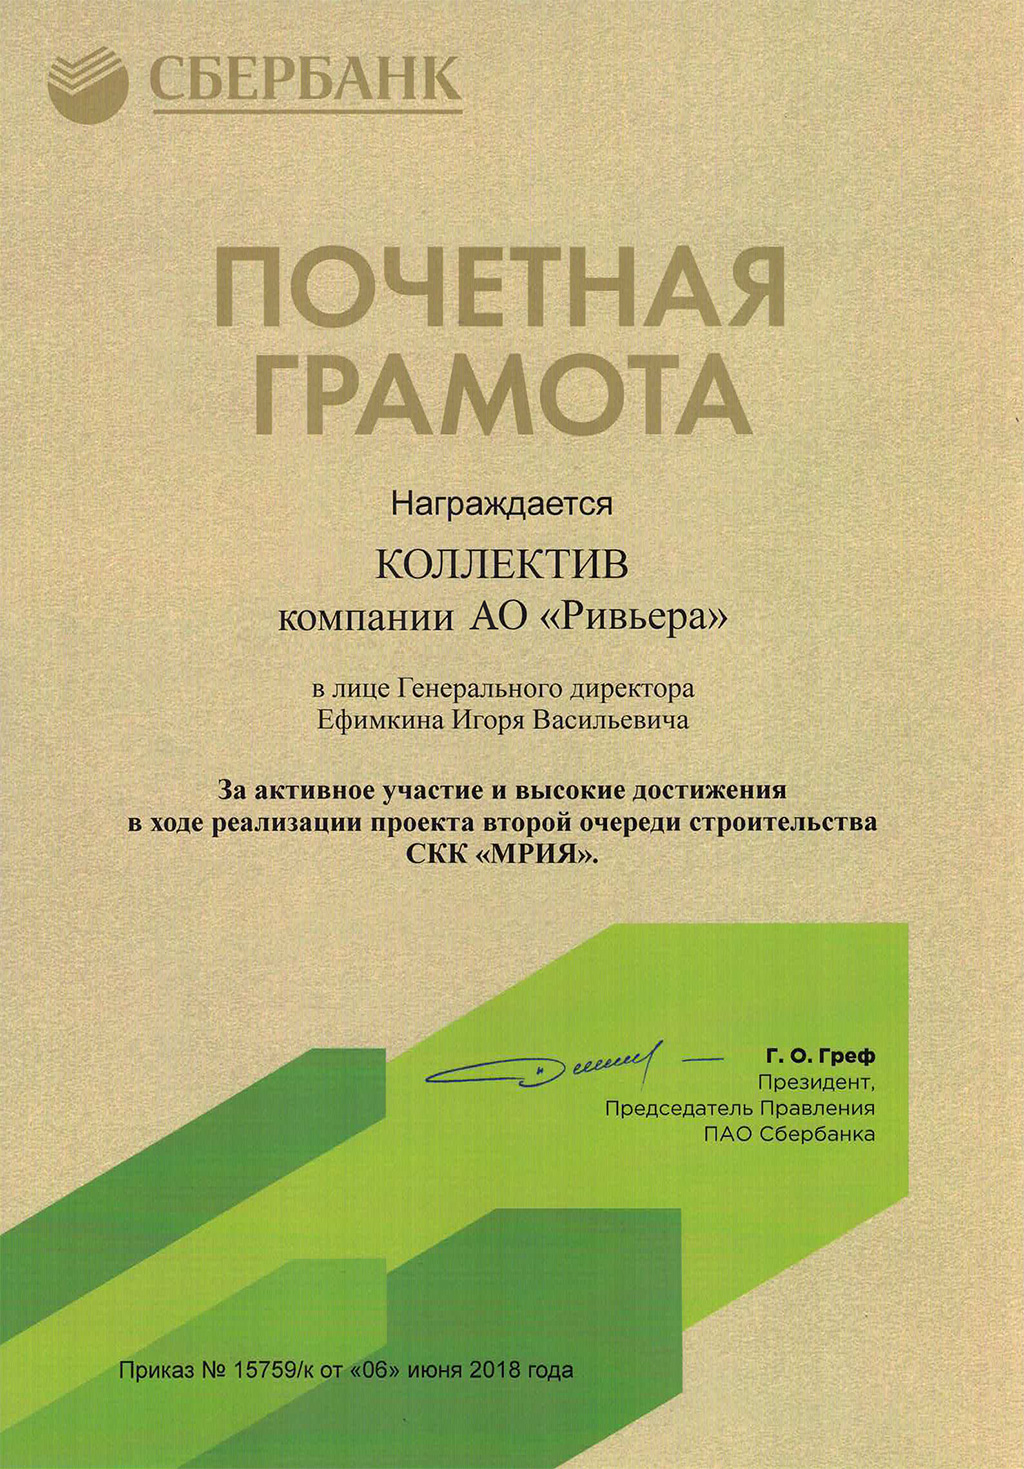 СБЕРБАНК
ПОЧЕТНАЯ
ГРАМОТА
Награждается
КОЛЛЕКТИВ
компании АО «Ривьера»
в лице Генерального директора
Ефимкина Игоря Васильевича
За активное участие и высокие достижения
в ходе реализации проекта второй очереди строительства
СКК «МРИЯ».
Г. О. Греф
Президент,
Председатель Правления
ПАО Сбербанка
Приказ № 15759/к от «06» июня 2018 года